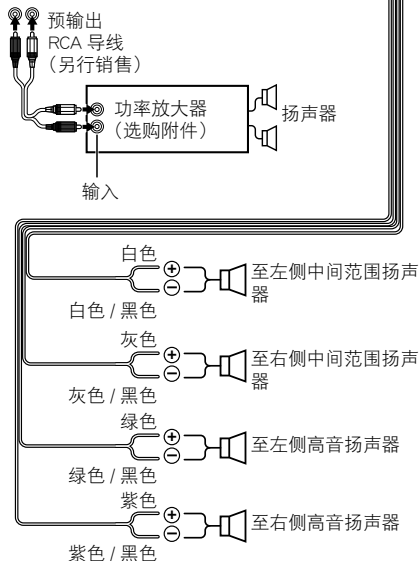 预输出
RCA 导线
（另行销售）
功率放大器
（选购附件）
扬声器
输入
白色
至左侧中间范围扬声
器
白色 / 黑色
灰色
至右侧中间范围扬声
器
灰色 / 黑色
绿色
至左侧高音扬声器
绿色 / 黑色
紫色
至右侧高音扬声器
紫色 / 黑色